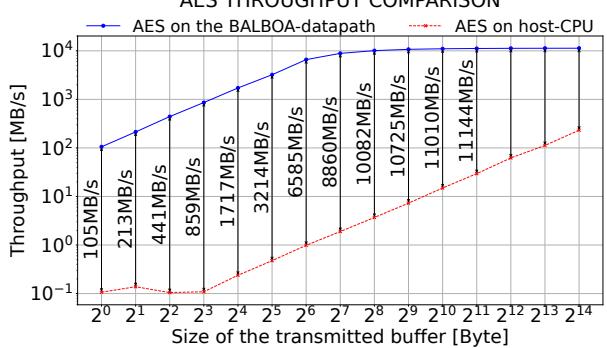 AES THROUGHPUT COMPARISON
AES on the BALBOA-datapath
AES on host-CPU
Throughput [MB/s]
10⁴
10³
10²
10¹
10⁰
10⁻¹
105MB/s
213MB/s
441MB/s
859MB/s
1717MB/s
3214MB/s
6585MB/s
8860MB/s
10082MB/s
10725MB/s
11010MB/s
11144MB/s
2⁰ 2¹ 2² 2³ 2⁴ 2⁵ 2⁶ 2⁷ 2⁸ 2⁹ 2¹⁰ 2¹¹ 2¹² 2¹³ 2¹⁴
Size of the transmitted buffer [Byte]